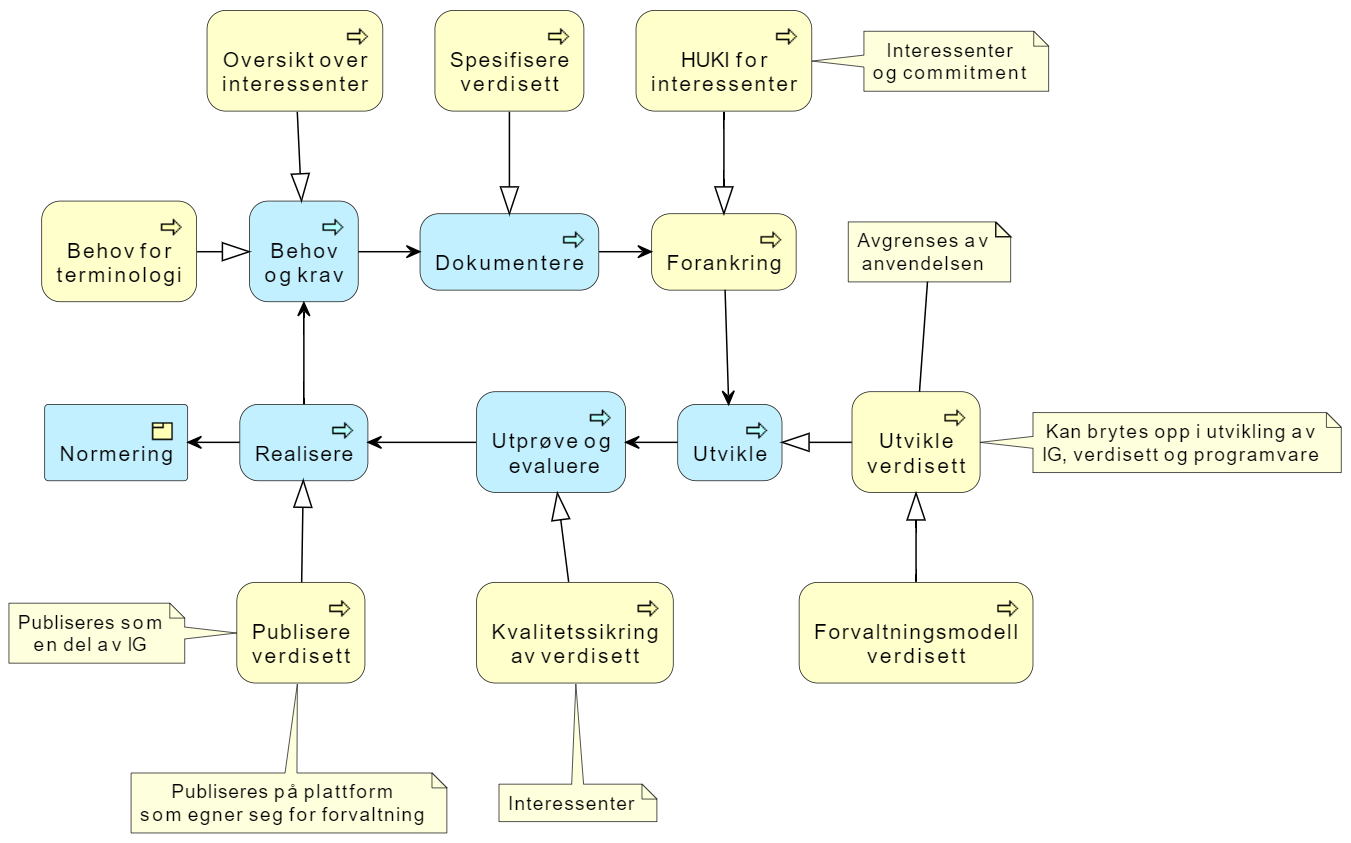 Oversikt over
interessenter
Spesifisere
verdisett
HUKI for
interessenter
Interessenter
og commitment
Behov for
terminologi
Behov
og krav
Dokumentere
Forankring
Avgrenses av
anvendelsen
Normering
Realisere
Utprøve og
evaluere
Utvikle
Utvikle
verdisett
Kan brytes opp i utvikling av
IG, verdisett og programvare
Publiseres som
en del av IG
Publisere
verdisett
Kvalitetssikring
av verdisett
Forvaltningsmodell
verdisett
Publiseres på plattform
som egner seg for forvaltning
Interessenter